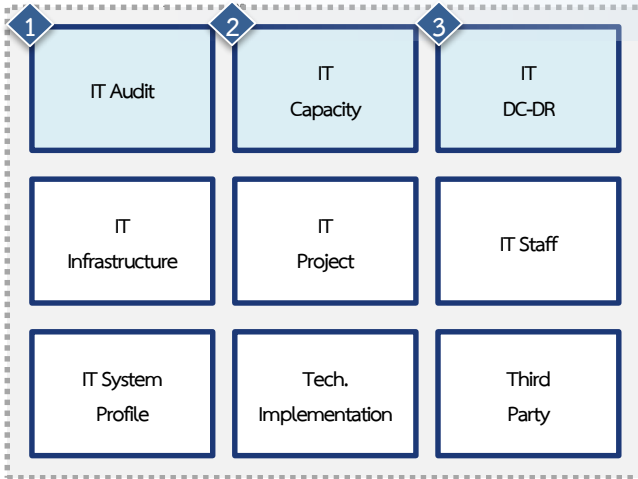 1
2
3
IT Audit
IT
Capacity
IT
DC-DR
IT
Infrastructure
IT
Project
IT Staff
IT System
Profile
Tech.
Implementation
Third
Party